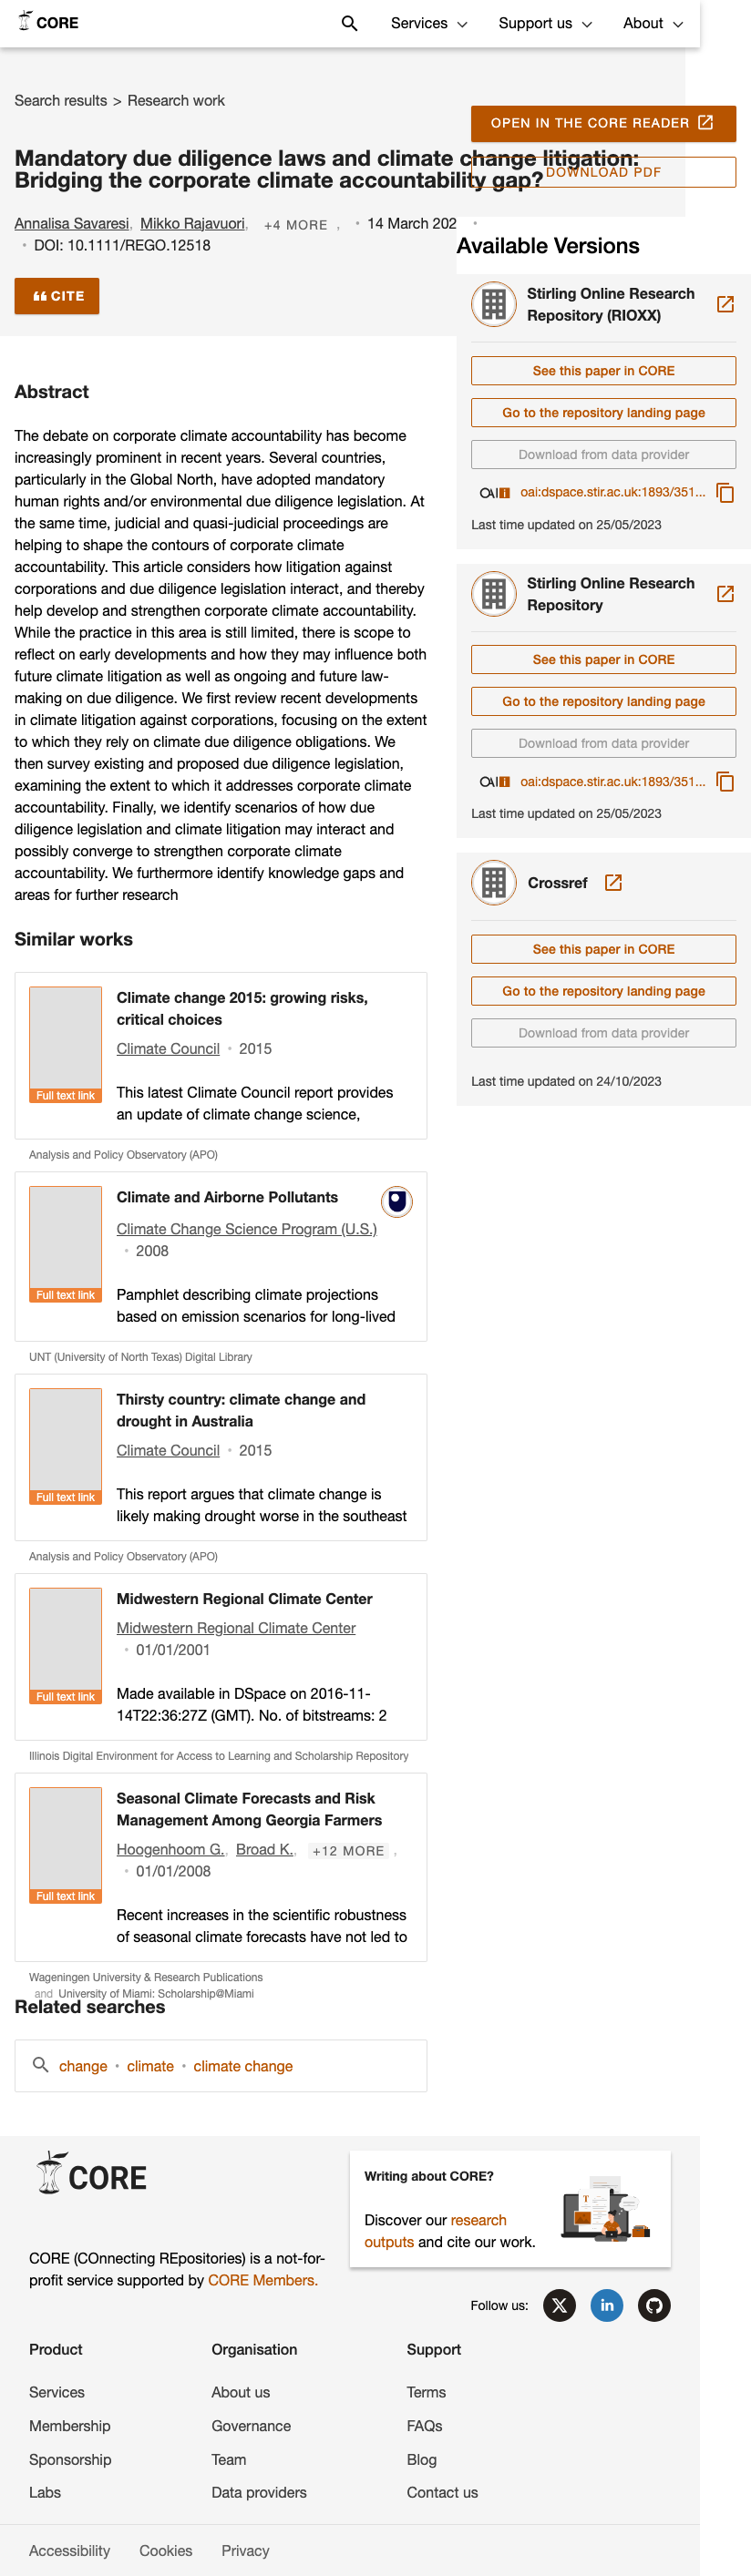 CORE
Services
Support us
About
Search results > Research work
OPEN IN THE CORE READER
DOWNLOAD PDF
Mandatory due diligence laws and climate change litigation:
Bridging the corporate climate accountability gap?
Annalisa Savaresi, Mikko Rajavuori, +4 MORE , • 14 March 202 •
• DOI: 10.1111/REGO.12518
CITE
Abstract
The debate on corporate climate accountability has become
increasingly prominent in recent years. Several countries,
particularly in the Global North, have adopted mandatory
human rights and/or environmental due diligence legislation. At
the same time, judicial and quasi-judicial proceedings are
helping to shape the contours of corporate climate
accountability. This article considers how litigation against
corporations and due diligence legislation interact, and thereby
help develop and strengthen corporate climate accountability.
While the practice in this area is still limited, there is scope to
reflect on early developments and how they may influence both
future climate litigation as well as ongoing and future law-
making on due diligence. We first review recent developments
in climate litigation against corporations, focusing on the extent
to which they rely on climate due diligence obligations. We
then survey existing and proposed due diligence legislation,
examining the extent to which it addresses corporate climate
accountability. Finally, we identify scenarios of how due
diligence legislation and climate litigation may interact and
possibly converge to strengthen corporate climate
accountability. We furthermore identify knowledge gaps and
areas for further research
Similar works
Climate change 2015: growing risks,
critical choices
Climate Council • 2015
This latest Climate Council report provides
an update of climate change science,
Full text link
Analysis and Policy Observatory (APO)
Climate and Airborne Pollutants
Climate Change Science Program (U.S.)
• 2008
Pamphlet describing climate projections
based on emission scenarios for long-lived
Full text link
UNT (University of North Texas) Digital Library
Thirsty country: climate change and
drought in Australia
Climate Council • 2015
This report argues that climate change is
likely making drought worse in the southeast
Full text link
Analysis and Policy Observatory (APO)
Midwestern Regional Climate Center
Midwestern Regional Climate Center
• 01/01/2001
Made available in DSpace on 2016-11-
14T22:36:27Z (GMT). No. of bitstreams: 2
Full text link
Illinois Digital Environment for Access to Learning and Scholarship Repository
Seasonal Climate Forecasts and Risk
Management Among Georgia Farmers
Hoogenhoom G., Broad K., +12 MORE ,
• 01/01/2008
Recent increases in the scientific robustness
of seasonal climate forecasts have not led to
Full text link
Wageningen University & Research Publications
and University of Miami: Scholarship@Miami
Related searches
change • climate • climate change
Available Versions
Stirling Online Research
Repository (RIOXX)
See this paper in CORE
Go to the repository landing page
Download from data provider
OAI oai:dspace.stir.ac.uk:1893/351...
Last time updated on 25/05/2023
Stirling Online Research
Repository
See this paper in CORE
Go to the repository landing page
Download from data provider
OAI oai:dspace.stir.ac.uk:1893/351...
Last time updated on 25/05/2023
Crossref
See this paper in CORE
Go to the repository landing page
Download from data provider
Last time updated on 24/10/2023
CORE
CORE (COnnecting REpositories) is a not-for-
profit service supported by CORE Members.
Writing about CORE?
Discover our research
outputs and cite our work.
Follow us:
Product
Services
Membership
Sponsorship
Labs
Organisation
About us
Governance
Team
Data providers
Support
Terms
FAQs
Blog
Contact us
Accessibility
Cookies
Privacy